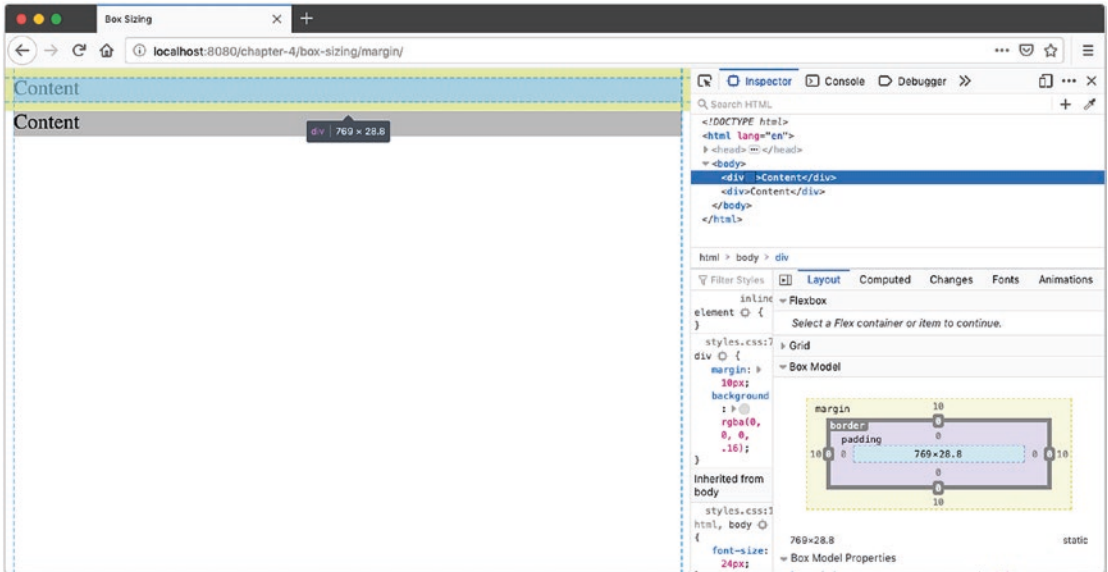 Box Sizing
localhost:8080/chapter-4/box-sizing/margin/
Content
Content
div | 769 × 28.8
Inspector Console Debugger
Search HTML
<!DOCTYPE html>
<html lang="en">
<head> </head>
<body>
<div >Content</div>
<div>Content</div>
</body>
</html>
html > body > div
Filter Styles
Layout Computed Changes Fonts Animations
inline
element {
}
styles.css:7
div {
margin:
10px;
background
:
rgba(0,
0, 0,
.16);
}
Inherited from
body
styles.css:1
html, body
{
font-size:
24px;
Flexbox
Select a Flex container or item to continue.
Grid
Box Model
margin 10
border 0
padding 0
10 0 0 769×28.8 0 0 10
0
0
10
769×28.8 static
Box Model Properties